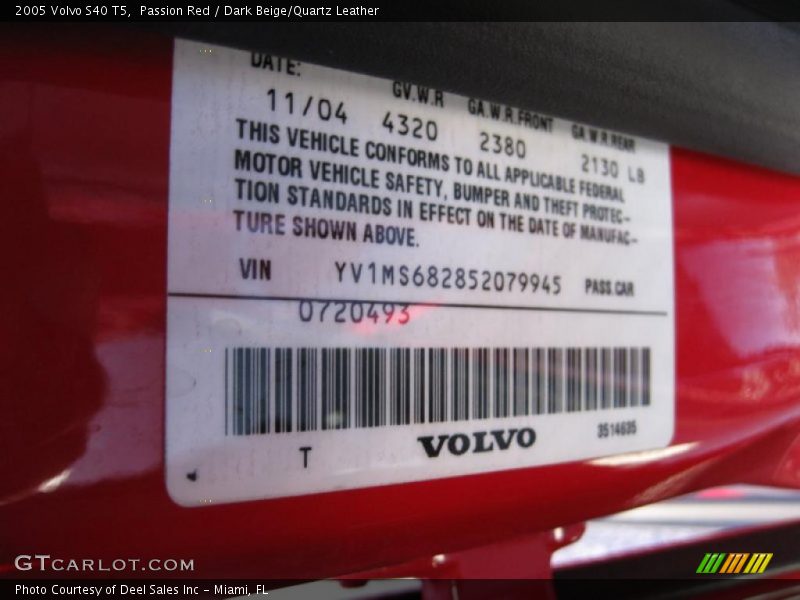 2005 Volvo S40 T5, Passion Red / Dark Beige/Quartz Leather
DATE: GV.W.R GA.W.R.FRONT GA.W.R.REAR
11/04 4320 2380 2130 LB
THIS VEHICLE CONFORMS TO ALL APPLICABLE FEDERAL
MOTOR VEHICLE SAFETY, BUMPER AND THEFT PROTEC-
TION STANDARDS IN EFFECT ON THE DATE OF MANUFAC-
TURE SHOWN ABOVE.
VIN YV1MS682852079945 PASS.CAR
0720493
T VOLVO 3514635
GTCARLOT.COM
Photo Courtesy of Deel Sales Inc - Miami, FL